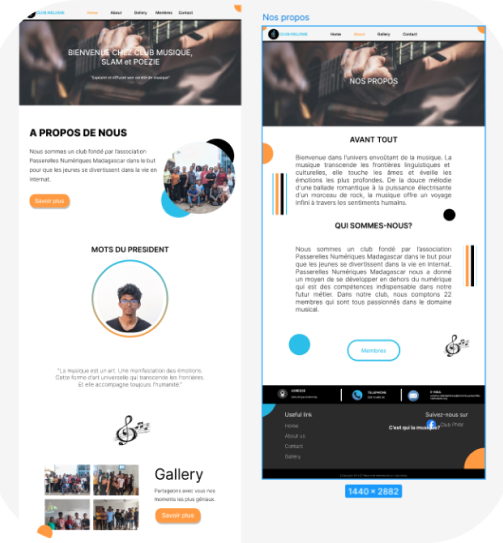 CLUB MELIQUE
Home About Gallery Membres Contact
BIENVENUE CHEZ CLUB MUSIQUE,
SLAM et POEZIE
"Explorer et diffuser une variété de musique"
A PROPOS DE NOUS
Nous sommes un club fondé par l'association
Passerelles Numériques Madagascar dans le but
pour que les jeunes se divertissent dans la vie en
internat.
Savoir plus
MOTS DU PRESIDENT
"La musique est un art. Une manifestation des émotions.
Cette forme d'art universelle qui transcende les frontières.
Et elle accompagne toujours l'humanité."
Gallery
Partageons avec vous nos
moments les plus géniaux.
Savoir plus
Nos propos
CLUB MELIQUE
Home About Gallery Contact
NOS PROPOS
AVANT TOUT
Bienvenue dans l'univers envoûtant de la musique. La
musique transcende les frontières linguistiques et
culturelles, elle touche les âmes et éveille les
émotions les plus profondes. De la douce mélodie
d'une ballade romantique à la puissance électrisante
d'un morceau de rock, la musique offre un voyage
infini à travers les sentiments humains.
QUI SOMMES-NOUS?
Nous sommes un club fondé par l'association
Passerelles Numériques Madagascar dans le but pour
que les jeunes se divertissent dans la vie en internat.
Passerelles Numériques Madagascar nous a donné
un moyen de se développer en dehors du numérique
qui est des compétences indispensable dans notre
futur métier. Dans notre club, nous comptons 22
membres qui sont tous passionnés dans le domaine
musical.
Membres
ADRESSE
TELEPHONE
E-MAIL
Useful link
Home
About us
Contact
Gallery
C'est qui la musique?
Suivez-nous sur
Club PNM
1440 × 2882